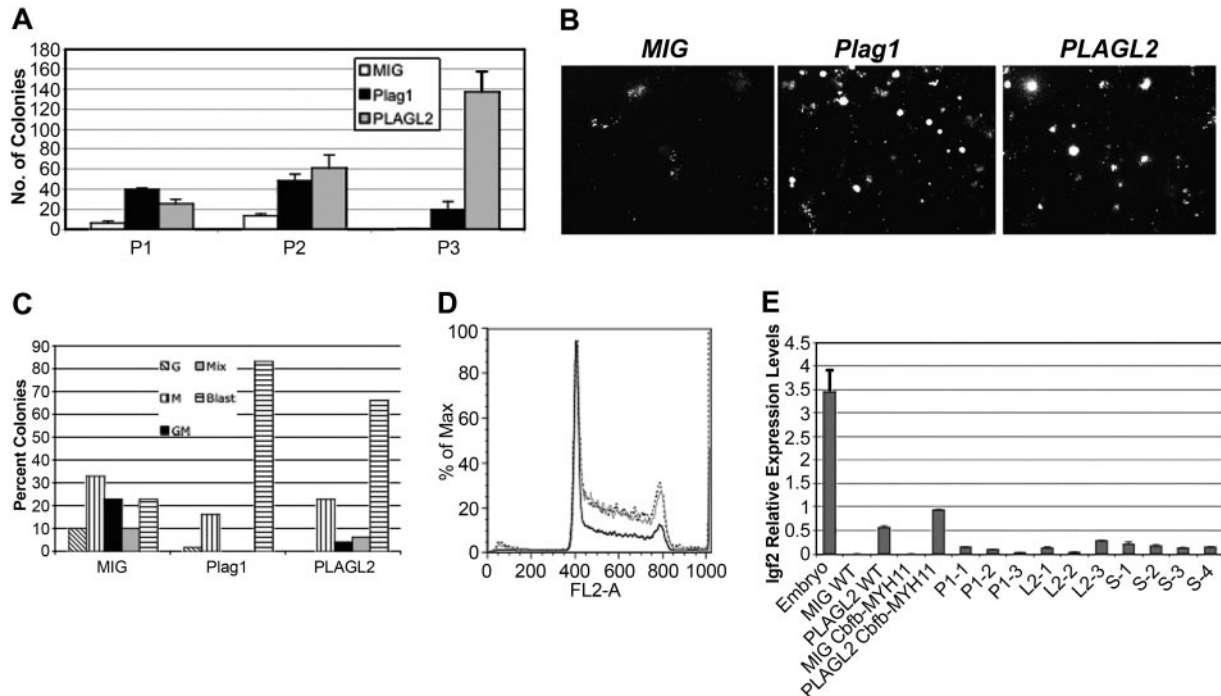 A
No. of Colonies
180
160
140
120
100
80
60
40
20
0
MIG
Plag1
PLAGL2
P1 P2 P3
B
MIG Plag1 PLAGL2
C
Percent Colonies
90
80
70
60
50
40
30
20
10
0
G Mix
M Blast
GM
MIG Plag1 PLAGL2
D
% of Max
100
80
60
40
20
0
0 200 400 600 800 1000
FL2-A
E
Igf2 Relative Expression Levels
4.5
4
3.5
3
2.5
2
1.5
1
0.5
0
Embryo
MIG WT
PLAGL2 WT
MIG Cbfb-MYH11
PLAGL2 Cbfb-MYH11
P1-1
P1-2
P1-3
L2-1
L2-2
L2-3
S-1
S-2
S-3
S-4